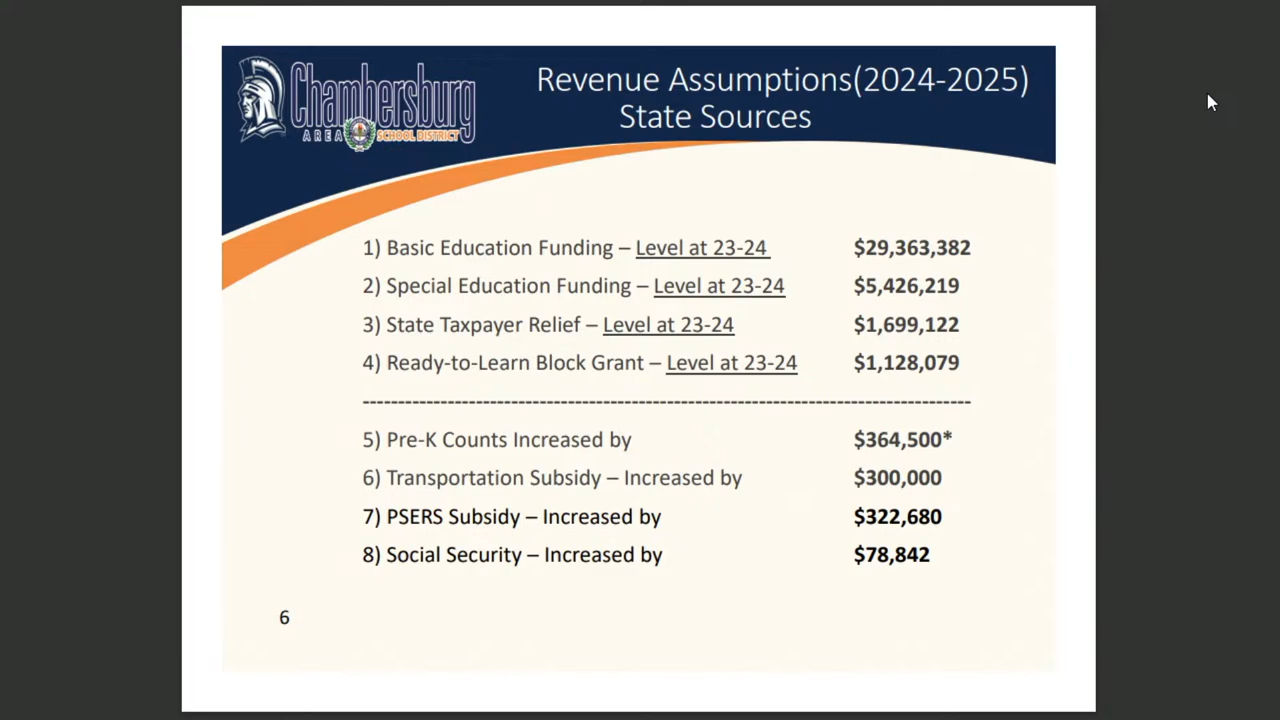 Chambersburg
AREA SCHOOL DISTRICT
Revenue Assumptions(2024-2025)
State Sources
1) Basic Education Funding – Level at 23-24 $29,363,382
2) Special Education Funding – Level at 23-24 $5,426,219
3) State Taxpayer Relief – Level at 23-24 $1,699,122
4) Ready-to-Learn Block Grant – Level at 23-24 $1,128,079
--------------------------------------------------------------------------------------
5) Pre-K Counts Increased by $364,500*
6) Transportation Subsidy – Increased by $300,000
7) PSERS Subsidy – Increased by $322,680
8) Social Security – Increased by $78,842
6